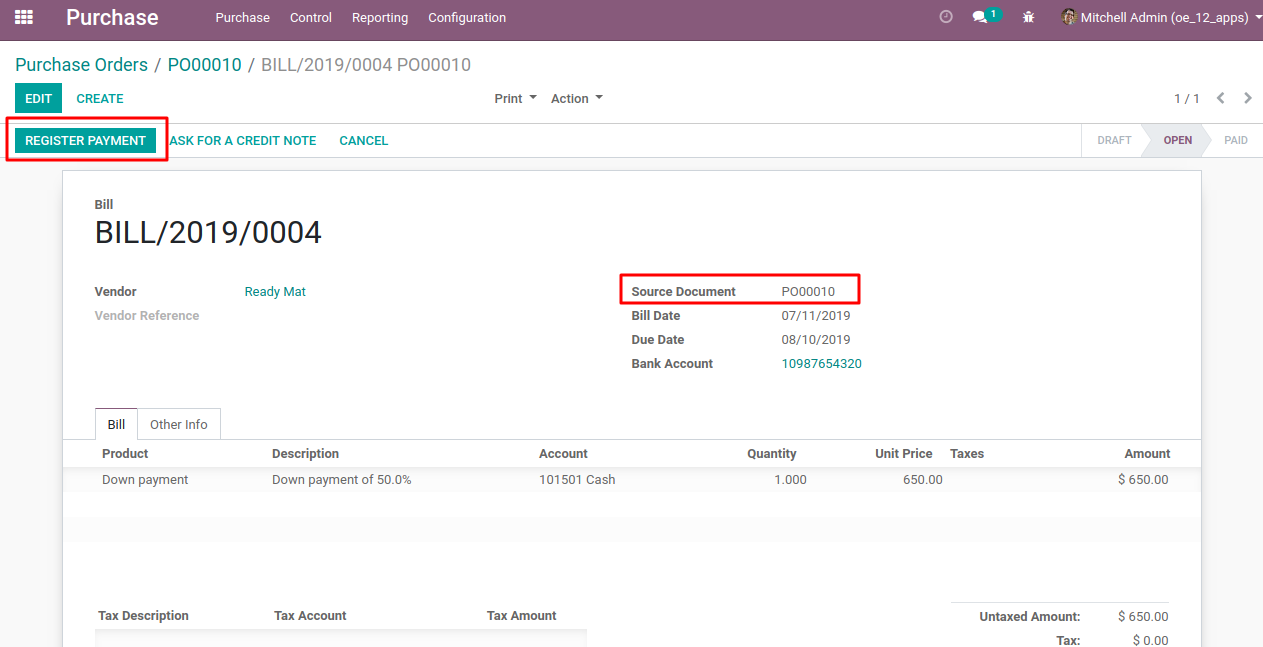 Purchase Purchase Control Reporting Configuration 1 Mitchell Admin (oe_12_apps)
Purchase Orders / PO00010 / BILL/2019/0004 PO00010
EDIT CREATE Print Action 1 / 1
REGISTER PAYMENT ASK FOR A CREDIT NOTE CANCEL DRAFT OPEN PAID
Bill
BILL/2019/0004
Vendor Ready Mat Source Document PO00010
Vendor Reference Bill Date 07/11/2019
Due Date 08/10/2019
Bank Account 10987654320
Bill Other Info
Product Description Account Quantity Unit Price Taxes Amount
Down payment Down payment of 50.0% 101501 Cash 1.000 650.00 $ 650.00
Tax Description Tax Account Tax Amount Untaxed Amount: $ 650.00
Tax: $ 0.00